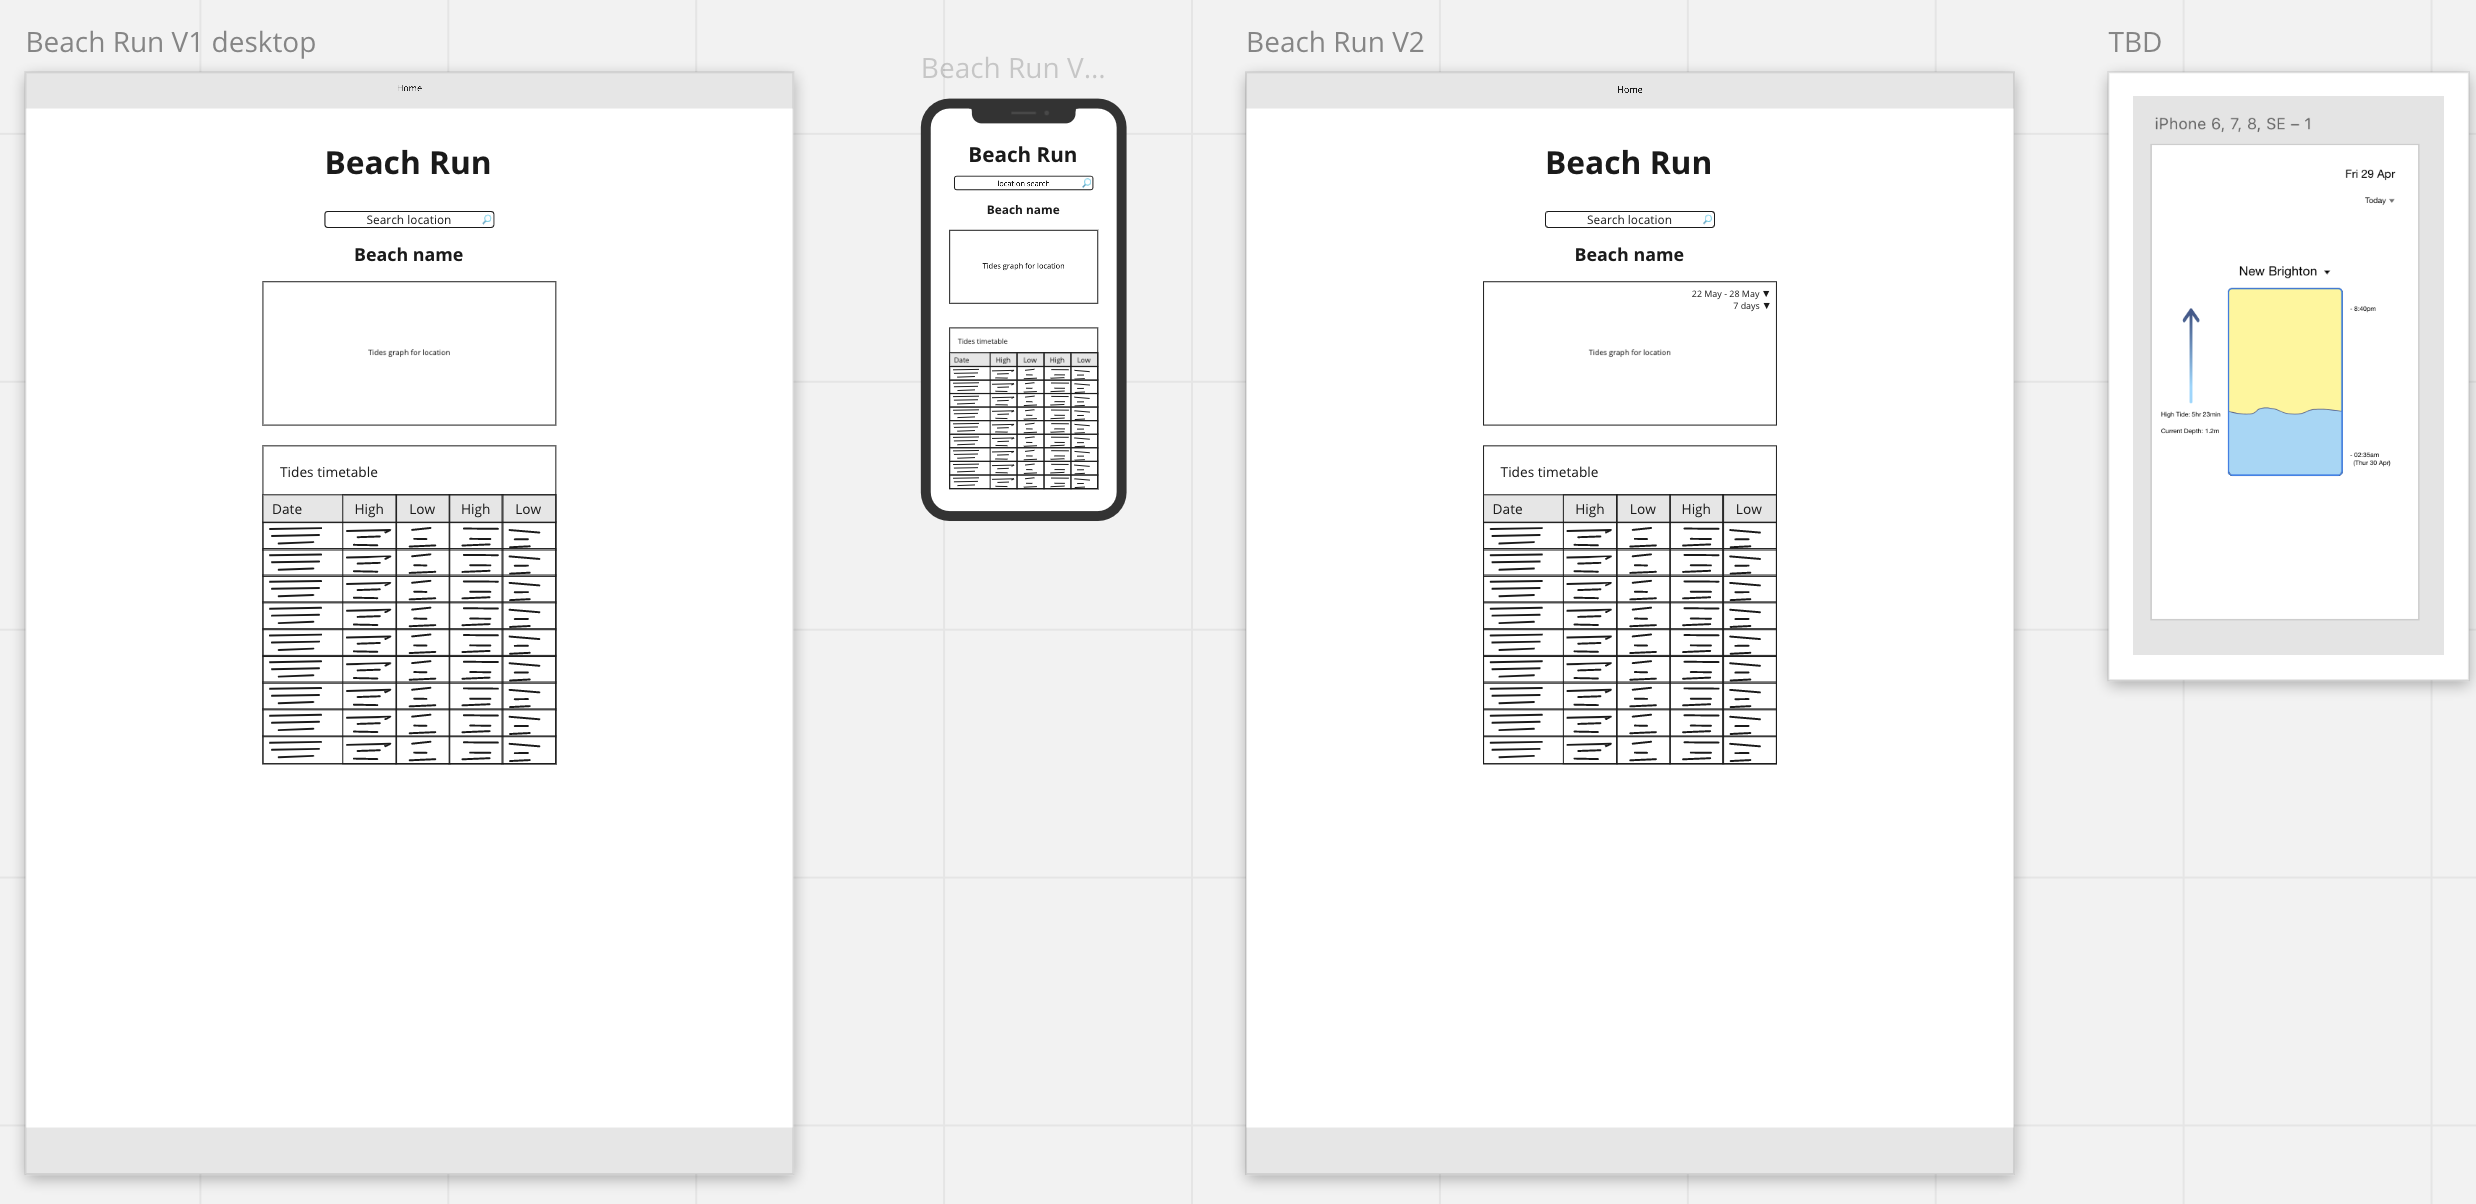 Beach Run V1 desktop
Home
Beach Run
Search location
Beach name
Tides graph for location
Tides timetable
Date High Low High Low
Beach Run V...
Beach Run
location search
Beach name
Tides graph for location
Tides timetable
Date High Low High Low
Beach Run V2
Home
Beach Run
Search location
Beach name
22 May - 28 May ▼
7 days ▼
Tides graph for location
Tides timetable
Date High Low High Low
TBD
iPhone 6, 7, 8, SE – 1
Fri 29 Apr
Today ▾
New Brighton ▾
- 8:40pm
High Tide: 5hr 23min
Current Depth: 1.2m
- 02:35am
(Thur 30 Apr)